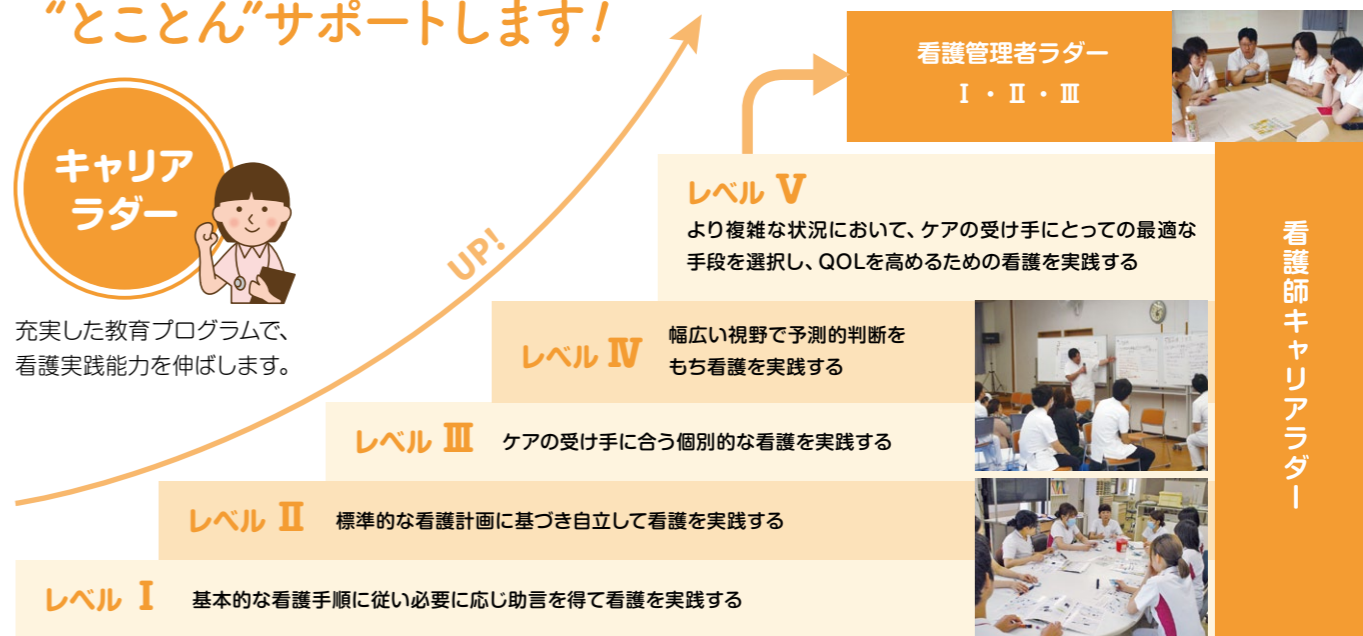 “とことん”サポートします!
キャリア
ラダー
充実した教育プログラムで、
看護実践能力を伸ばします。
UP!
看護管理者ラダー
Ⅰ・Ⅱ・Ⅲ
レベル Ⅴ
より複雑な状況において、ケアの受け手にとっての最適な
手段を選択し、QOLを高めるための看護を実践する
レベル Ⅳ
幅広い視野で予測的判断を
もち看護を実践する
レベル Ⅲ ケアの受け手に合う個別的な看護を実践する
レベル Ⅱ 標準的な看護計画に基づき自立して看護を実践する
レベル Ⅰ 基本的な看護手順に従い必要に応じ助言を得て看護を実践する
看護師キャリアラダー